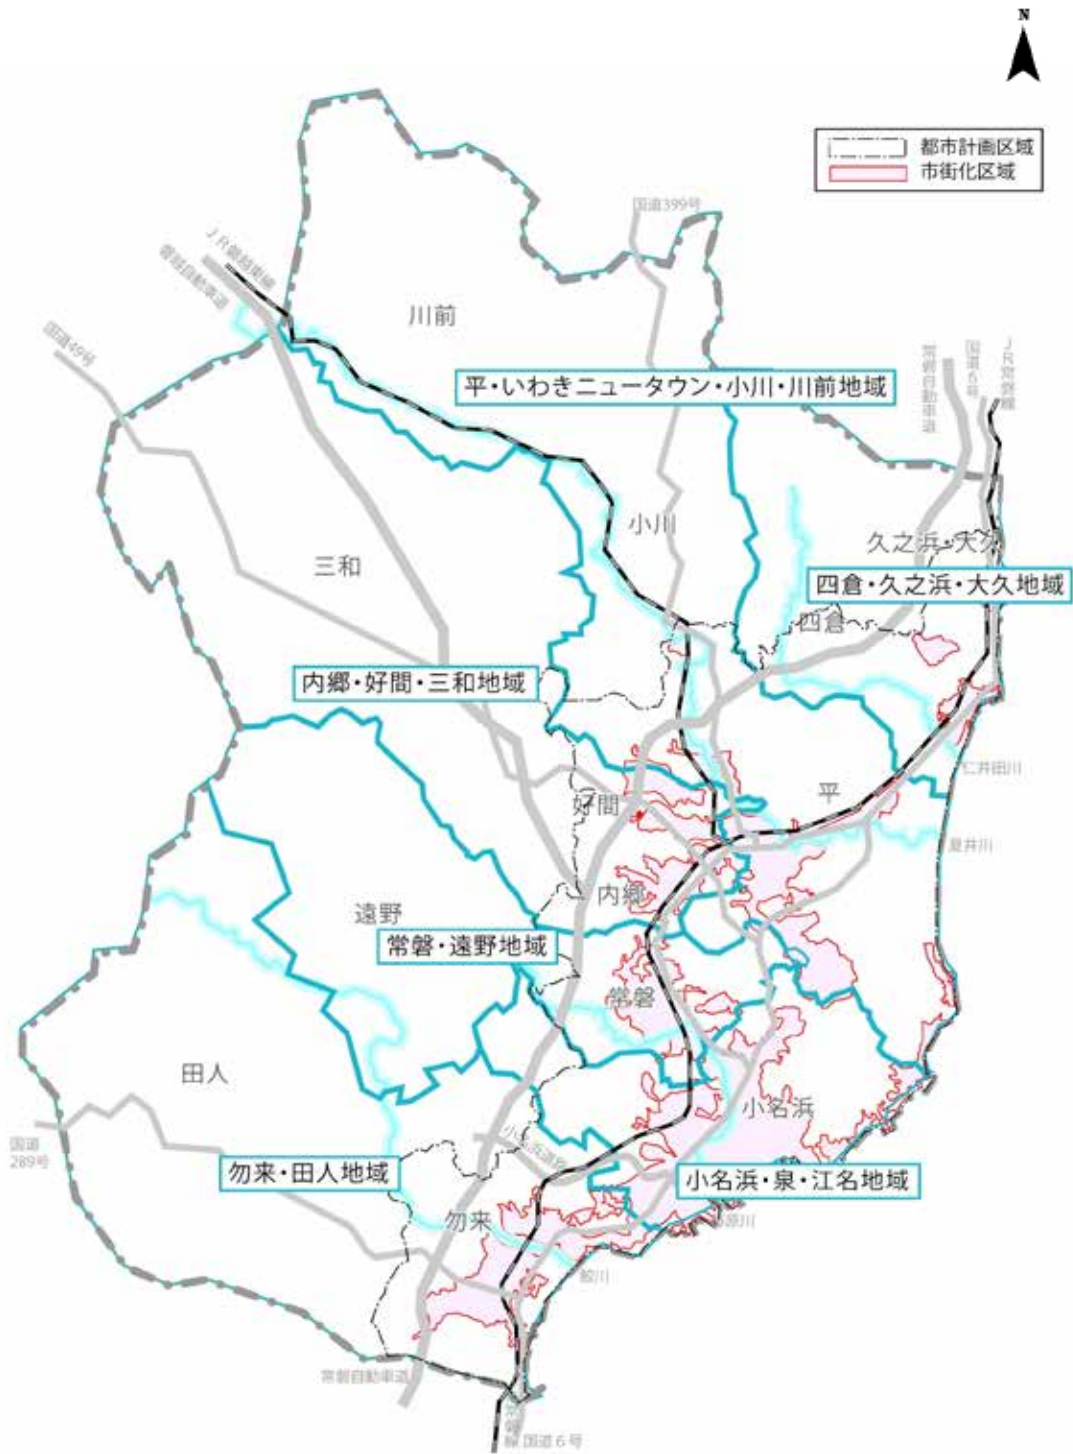 N
都市計画区域
市街化区域
国道399号
JR磐越東線
磐越自動車道
川前
国道49号
常磐自動車道
国道6号
JR常磐線
平・いわきニュータウン・小川・川前地域
小川
久之浜・大久
三和
四倉・久之浜・大久地域
四倉
内郷・好間・三和地域
仁井田川
平
好間
夏井川
内郷
遠野
常磐・遠野地域
常磐
田人
小名浜
国道
289号
小名浜道路
勿来・田人地域
小名浜・泉・江名地域
勿来
鮫川
常磐自動車道
常磐線
国道6号